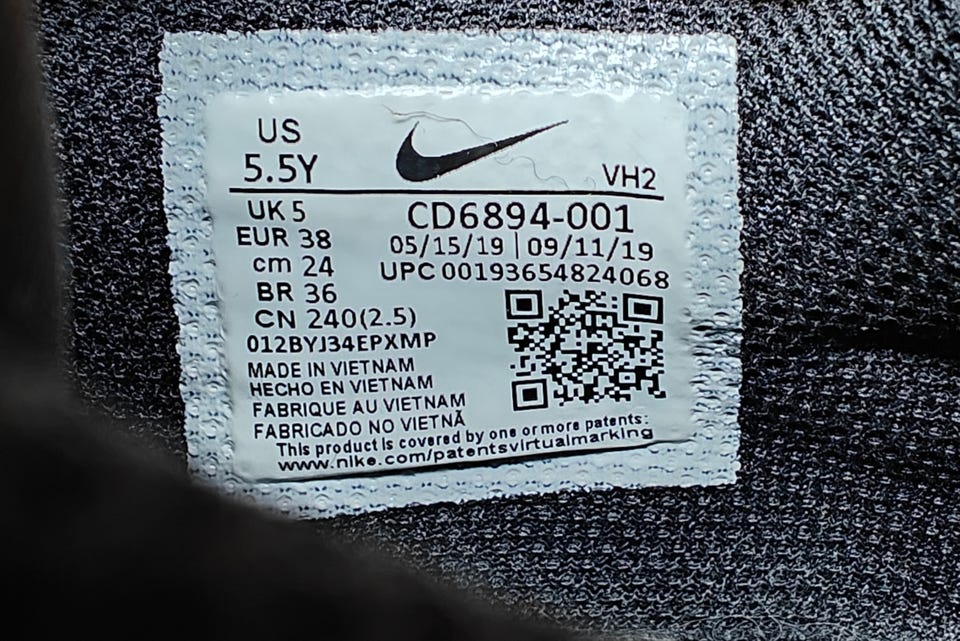 US
5.5Y
VH2
UK 5
EUR 38
cm 24
BR 36
CN 240(2.5)
CD6894-001
05/15/19 | 09/11/19
UPC 00193654824068
012BYJ34EPXMP
MADE IN VIETNAM
HECHO EN VIETNAM
FABRIQUE AU VIETNAM
FABRICADO NO VIETNÃ
This product is covered by one or more patents:
www.nike.com/patentsvirtualmarking